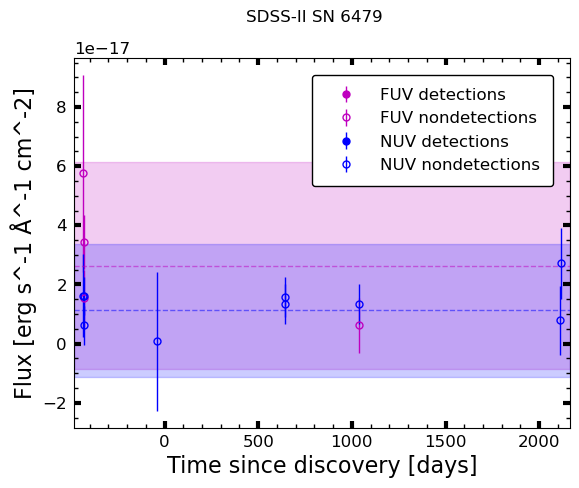 SDSS-II SN 6479
1e−17
8
6
4
2
0
−2
Flux [erg s^-1 Å^-1 cm^-2]
FUV detections
FUV nondetections
NUV detections
NUV nondetections
0 500 1000 1500 2000
Time since discovery [days]